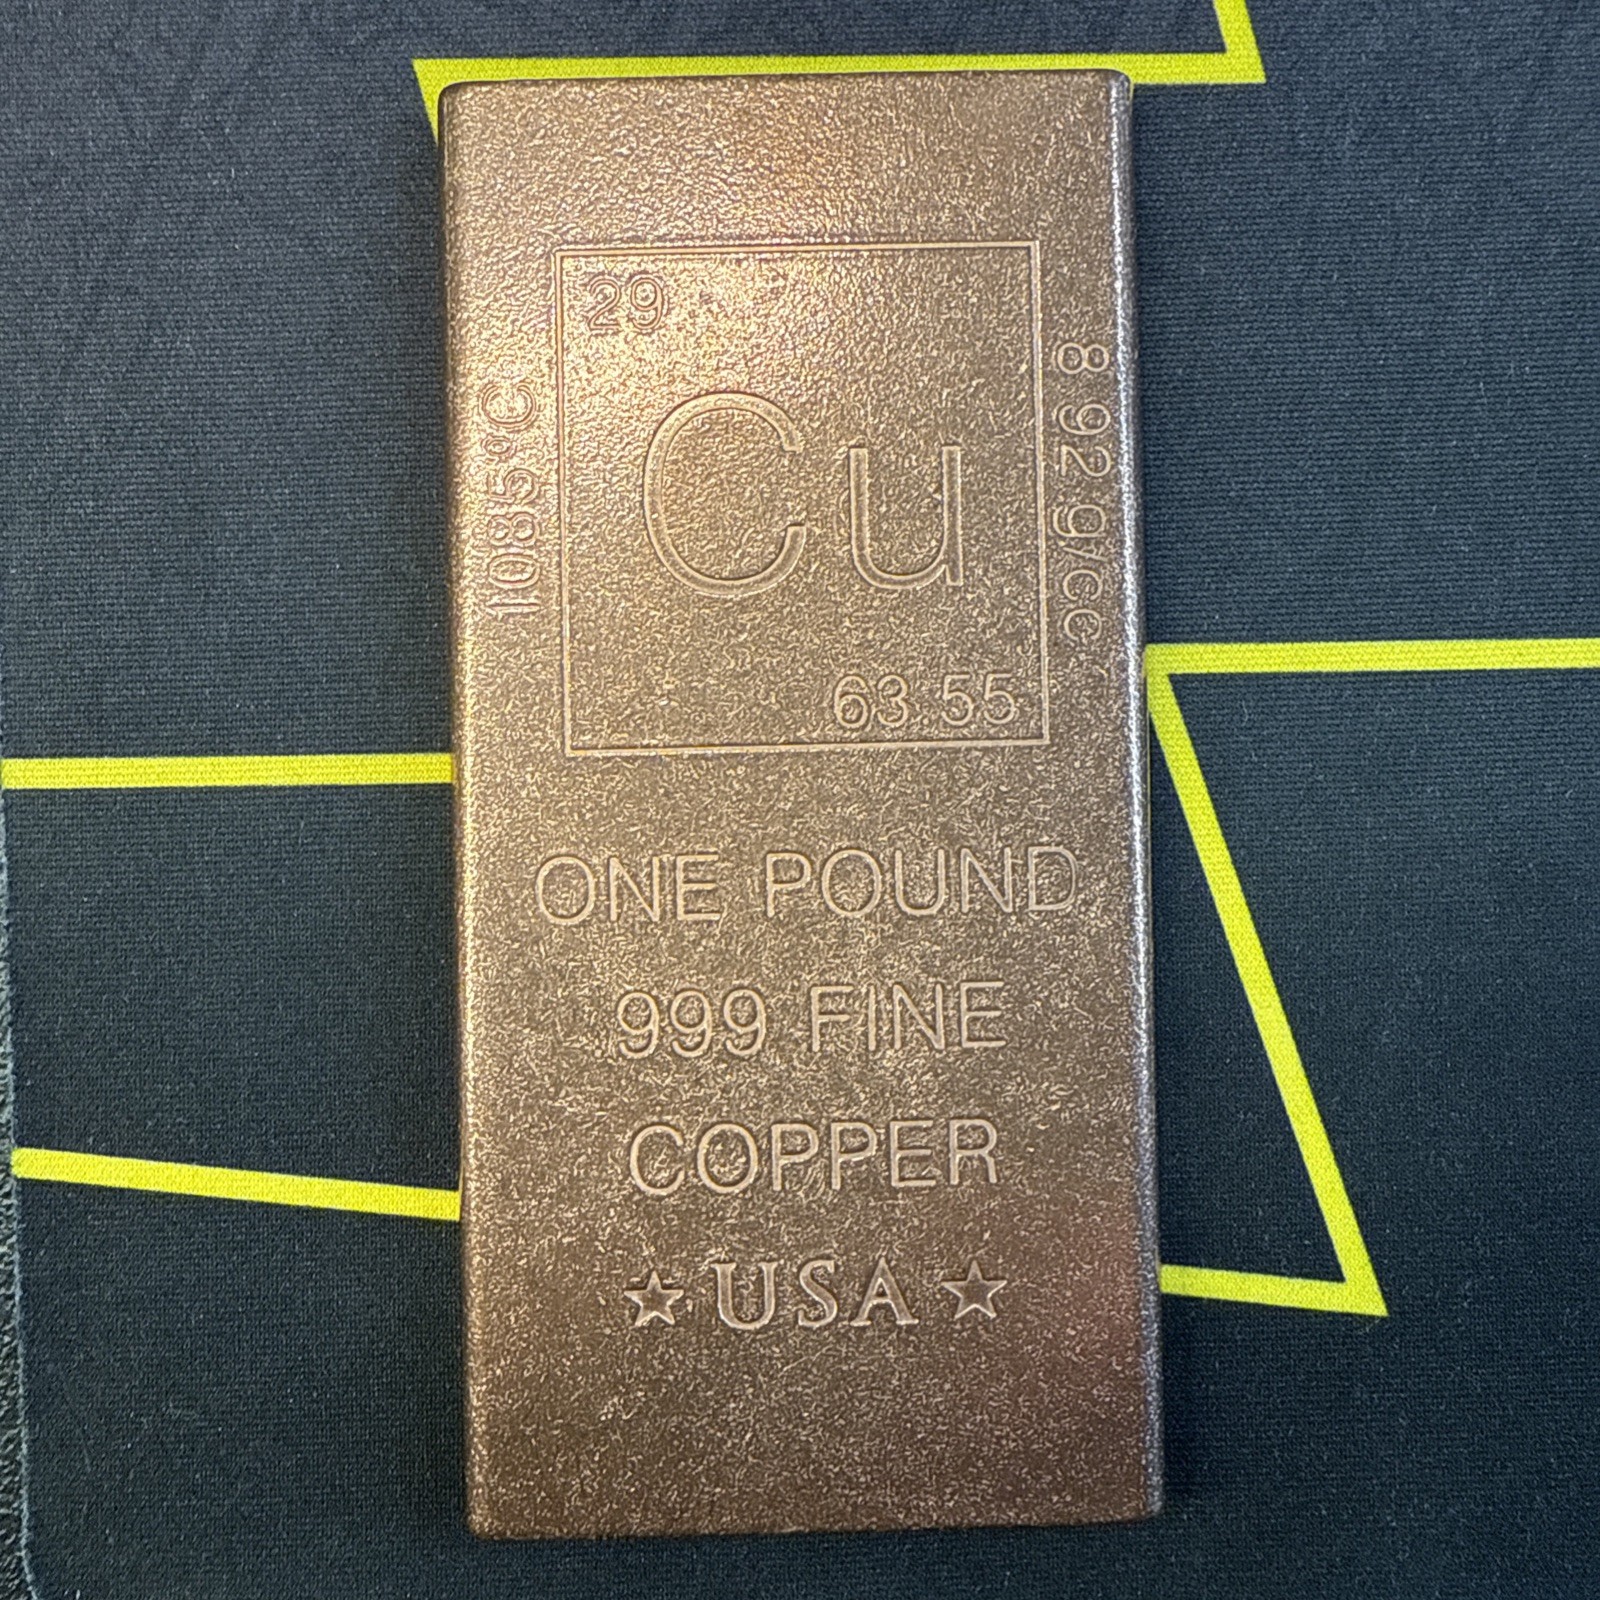 29
1085°C
Cu
8.92 g/cc
63.55
ONE POUND
999 FINE
COPPER
★ USA ★